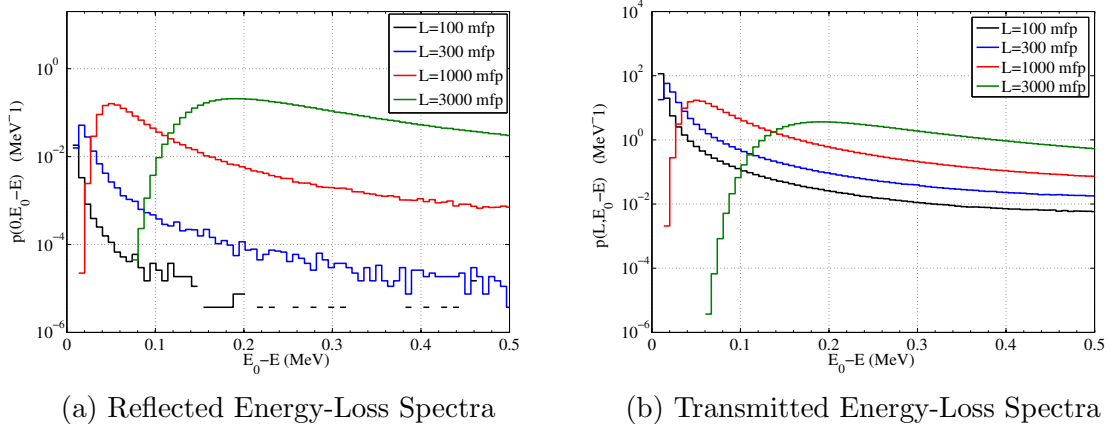 L=100 mfp
L=300 mfp
L=1000 mfp
L=3000 mfp
10^0
10^−2
10^−4
10^−6
p(0,E_0−E) (MeV^−1)
0 0.1 0.2 0.3 0.4 0.5
E_0−E (MeV)
(a) Reflected Energy-Loss Spectra
L=100 mfp
L=300 mfp
L=1000 mfp
L=3000 mfp
10^4
10^2
10^0
10^−2
10^−4
10^−6
p(L,E_0−E) (MeV^−1)
0 0.1 0.2 0.3 0.4 0.5
E_0−E (MeV)
(b) Transmitted Energy-Loss Spectra